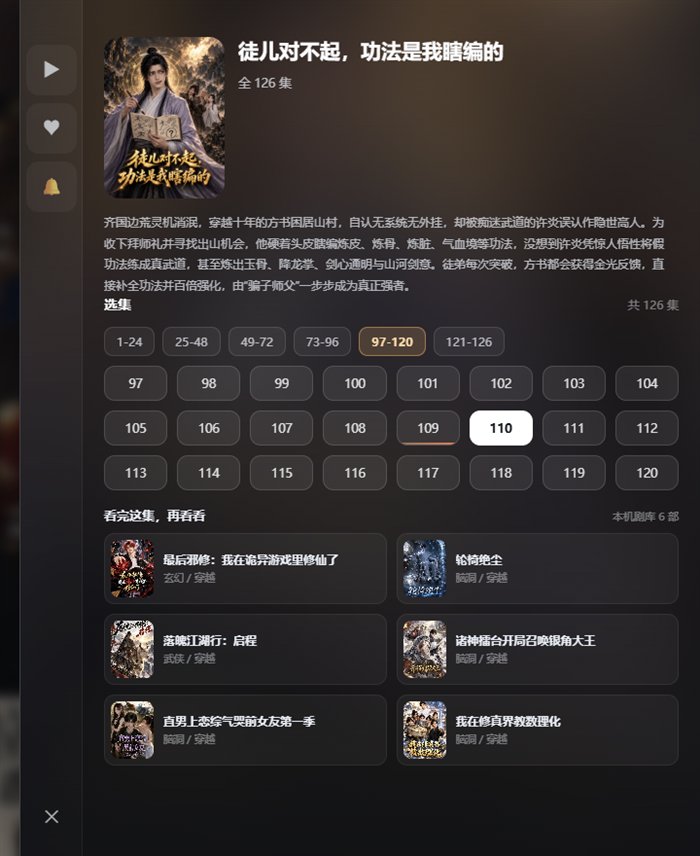 徒儿对不起，功法是我瞎编的
全 126 集
徒儿对不起，
功法是我瞎编的
齐国边荒灵机消泯，穿越十年的方书困居山村，自认无系统无外挂，却被痴迷武道的许炎误认作隐世高人。为
收下拜师礼并寻找出山机会，他硬着头皮瞎编炼皮、炼骨、炼脏、气血境等功法，没想到许炎凭惊人悟性将假
功法练成真武道，甚至炼出玉骨、降龙掌、剑心通明与山河剑意。徒弟每次突破，方书都会获得金光反馈，直
接补全功法并百倍强化，由“骗子师父”一步步成为真正强者。
选集
共 126 集
1-24 25-48 49-72 73-96 97-120 121-126
97 98 99 100 101 102 103 104
105 106 107 108 109 110 111 112
113 114 115 116 117 118 119 120
看完这集，再看看
本机剧库 6 部
最后邪修：我在诡异游戏里修仙了
玄幻 / 穿越
轮椅绝尘
脑洞 / 穿越
落魄江湖行：启程
武侠 / 穿越
诸神擂台开局召唤银角大王
脑洞 / 穿越
直男上恋综气哭前女友第一季
脑洞 / 穿越
我在修真界教数理化
脑洞 / 穿越